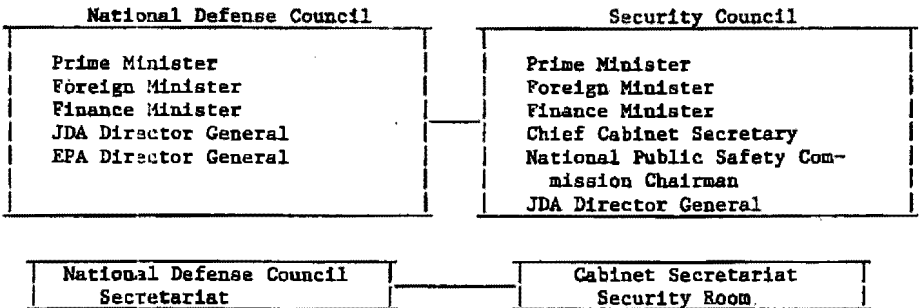 National Defense Council
Prime Minister
Foreign Minister
Finance Minister
JDA Director General
EPA Director General
Security Council
Prime Minister
Foreign Minister
Finance Minister
Chief Cabinet Secretary
National Public Safety Com-
mission Chairman
JDA Director General
National Defense Council
Secretariat
Cabinet Secretariat
Security Room